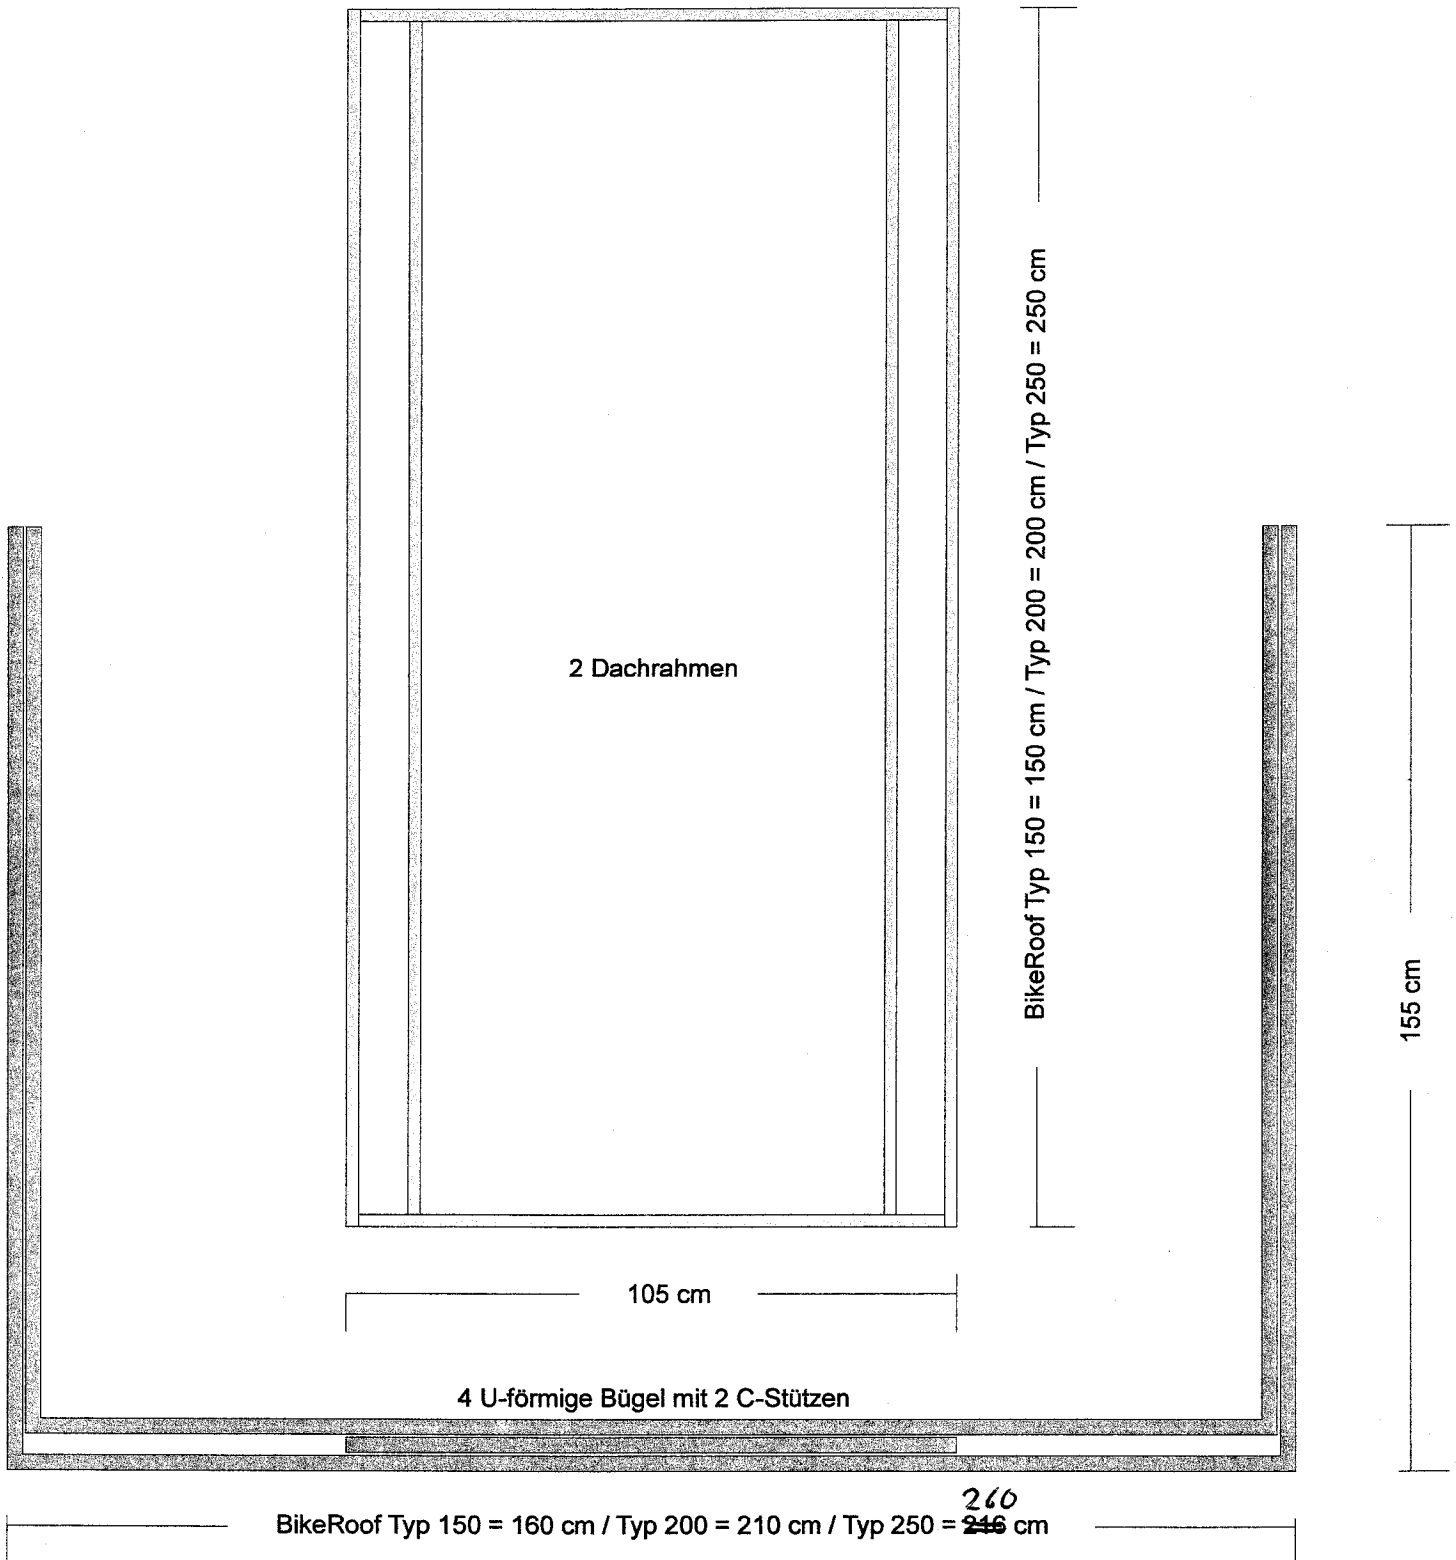 BikeRoof Typ 150 = 150 cm / Typ 200 = 200 cm / Typ 250 = 250 cm
2 Dachrahmen
155 cm
105 cm
4 U-förmige Bügel mit 2 C-Stützen
260
BikeRoof Typ 150 = 160 cm / Typ 200 = 210 cm / Typ 250 = 216 cm